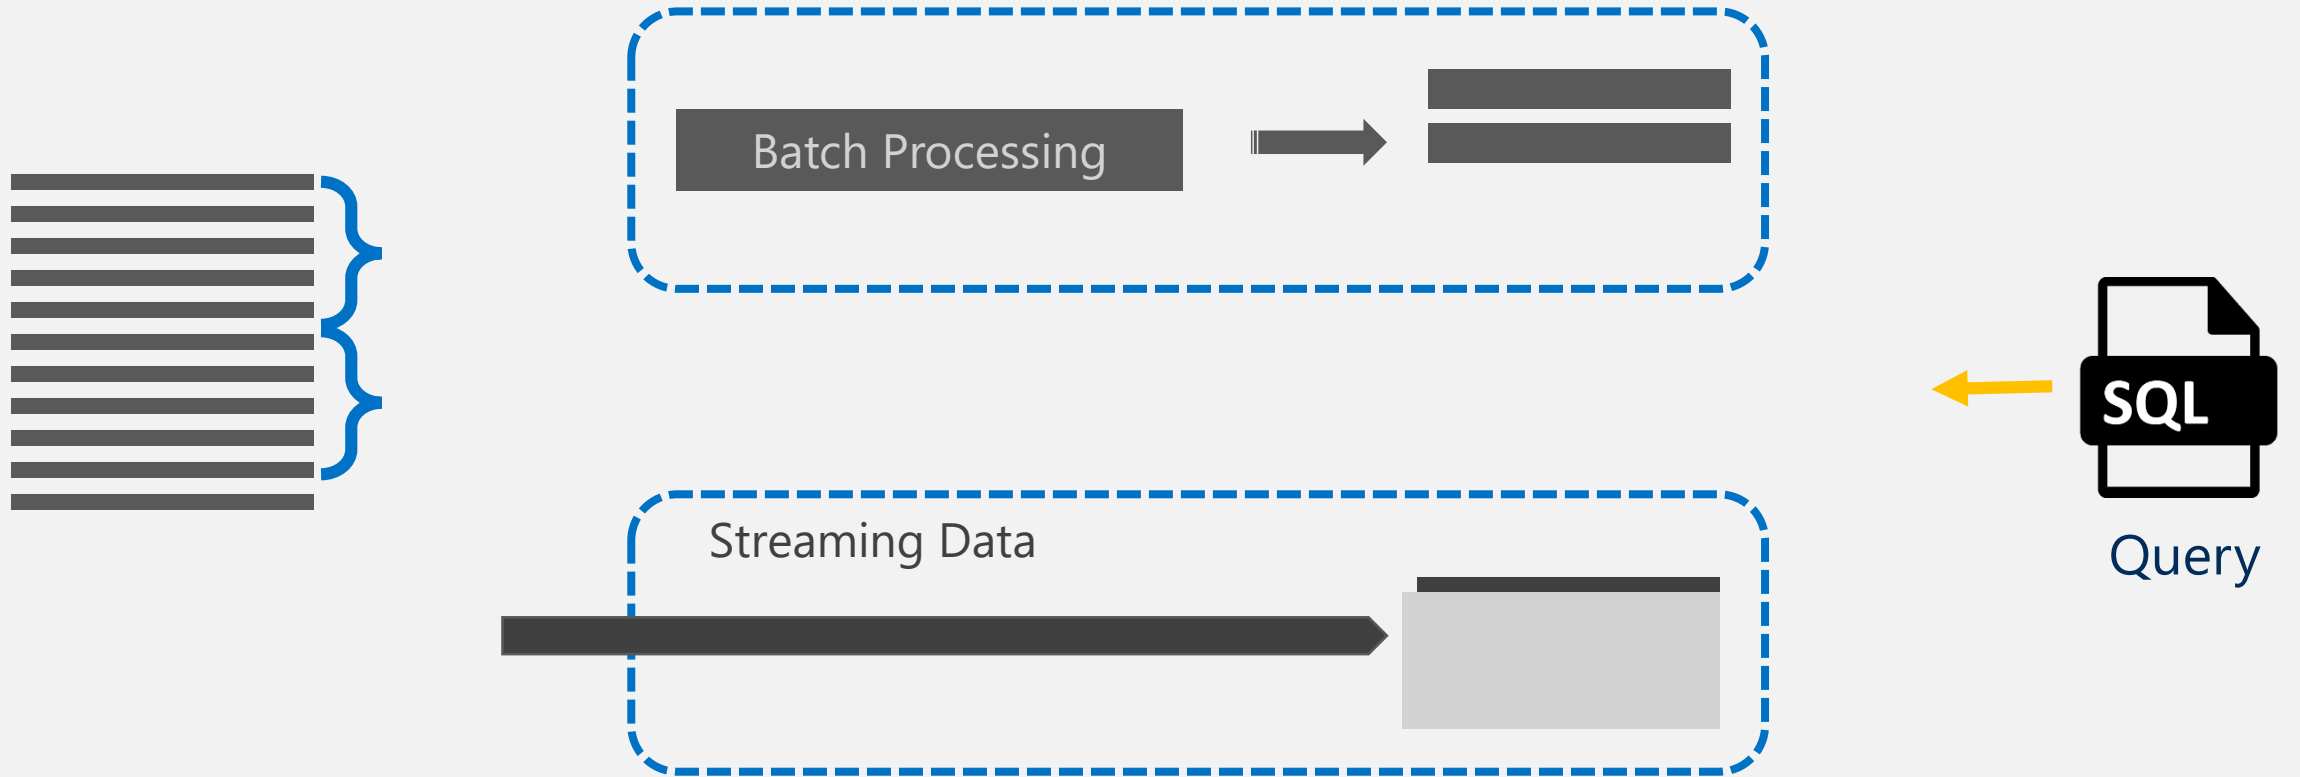 Batch Processing
Streaming Data
SQL
Query